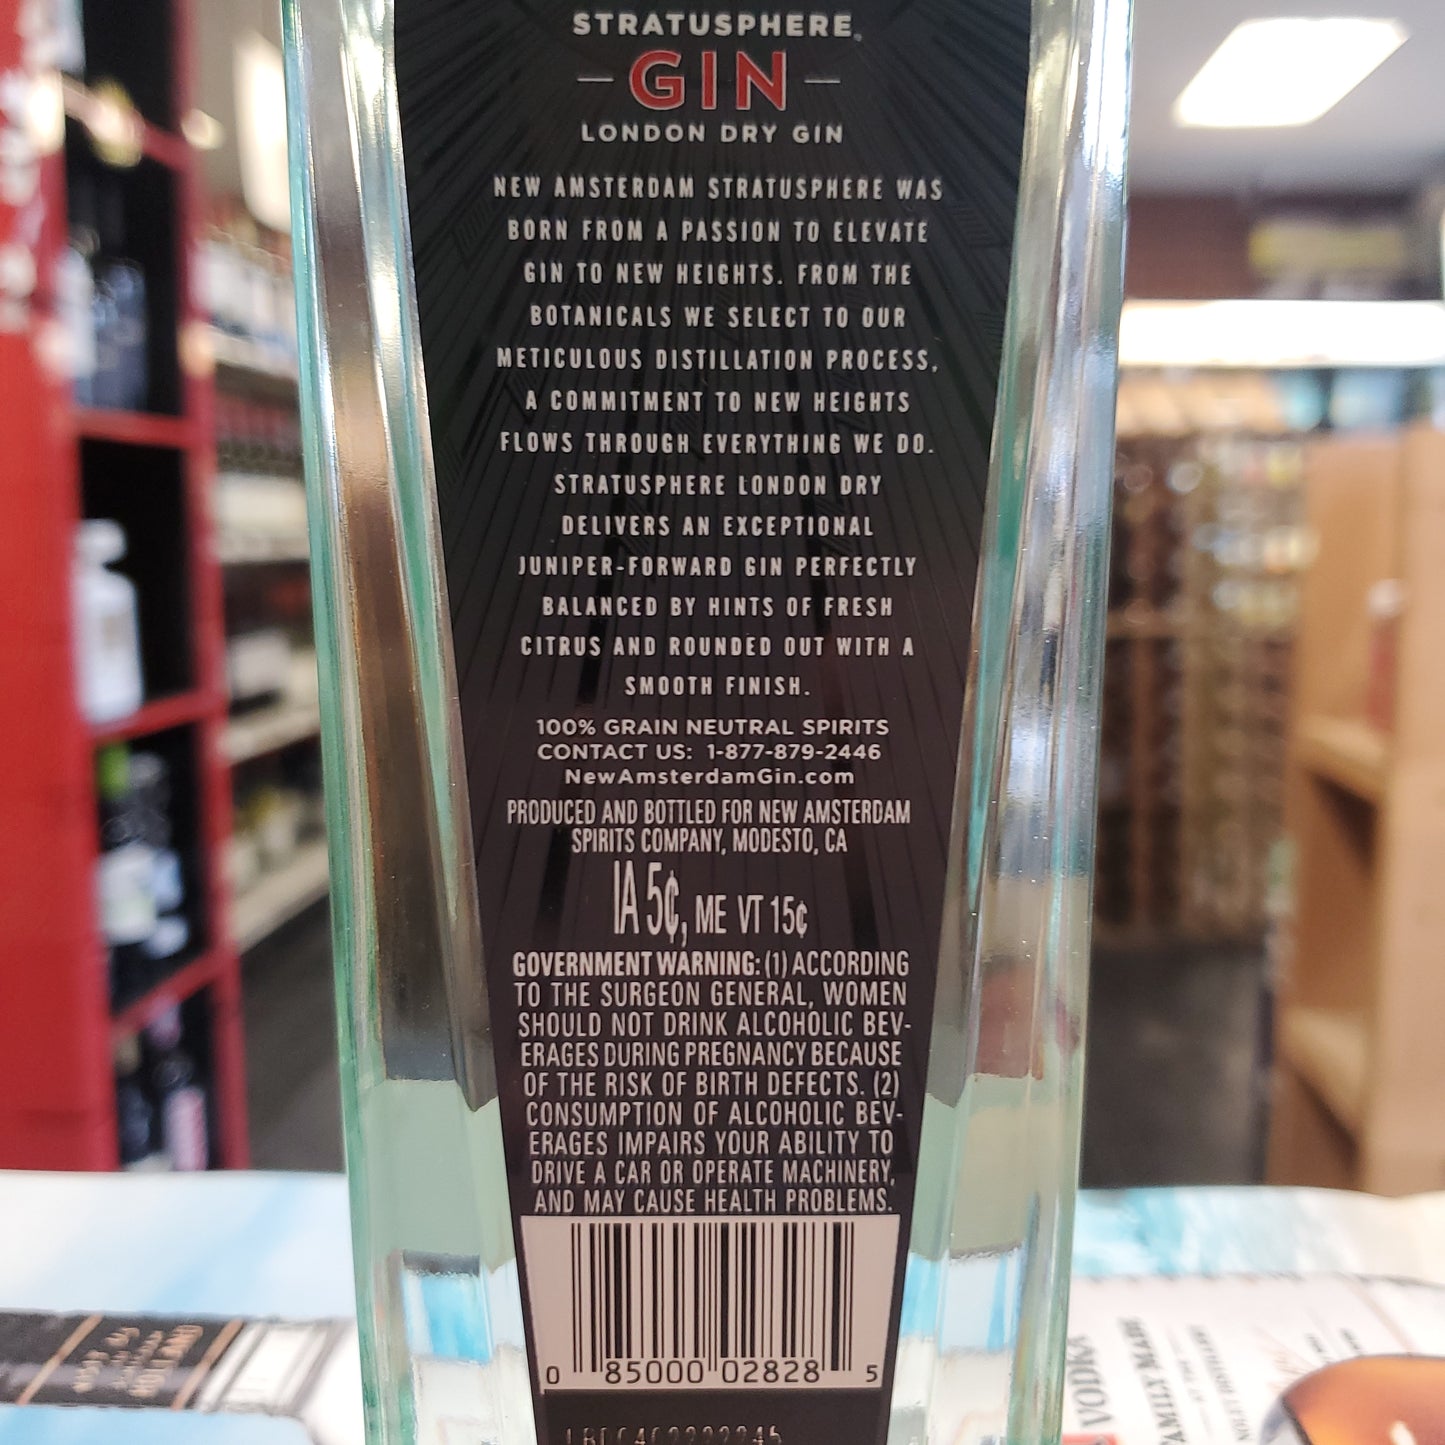 STRATUSPHERE
GIN
LONDON DRY GIN
NEW AMSTERDAM STRATUSPHERE WAS
BORN FROM A PASSION TO ELEVATE
GIN TO NEW HEIGHTS. FROM THE
BOTANICALS WE SELECT TO OUR
METICULOUS DISTILLATION PROCESS,
A COMMITMENT TO NEW HEIGHTS
FLOWS THROUGH EVERYTHING WE DO.
STRATUSPHERE LONDON DRY
DELIVERS AN EXCEPTIONAL
JUNIPER-FORWARD GIN PERFECTLY
BALANCED BY HINTS OF FRESH
CITRUS AND ROUNDED OUT WITH A
SMOOTH FINISH.
100% GRAIN NEUTRAL SPIRITS
CONTACT US: 1-877-879-2446
NewAmsterdamGin.com
PRODUCED AND BOTTLED FOR NEW AMSTERDAM
SPIRITS COMPANY, MODESTO, CA
IA 5¢, ME VT 15¢
GOVERNMENT WARNING: (1) ACCORDING
TO THE SURGEON GENERAL, WOMEN
SHOULD NOT DRINK ALCOHOLIC BEV-
ERAGES DURING PREGNANCY BECAUSE
OF THE RISK OF BIRTH DEFECTS. (2)
CONSUMPTION OF ALCOHOLIC BEV-
ERAGES IMPAIRS YOUR ABILITY TO
DRIVE A CAR OR OPERATE MACHINERY,
AND MAY CAUSE HEALTH PROBLEMS.
0 85000 02828 5
VODKA
FAMILY MADE